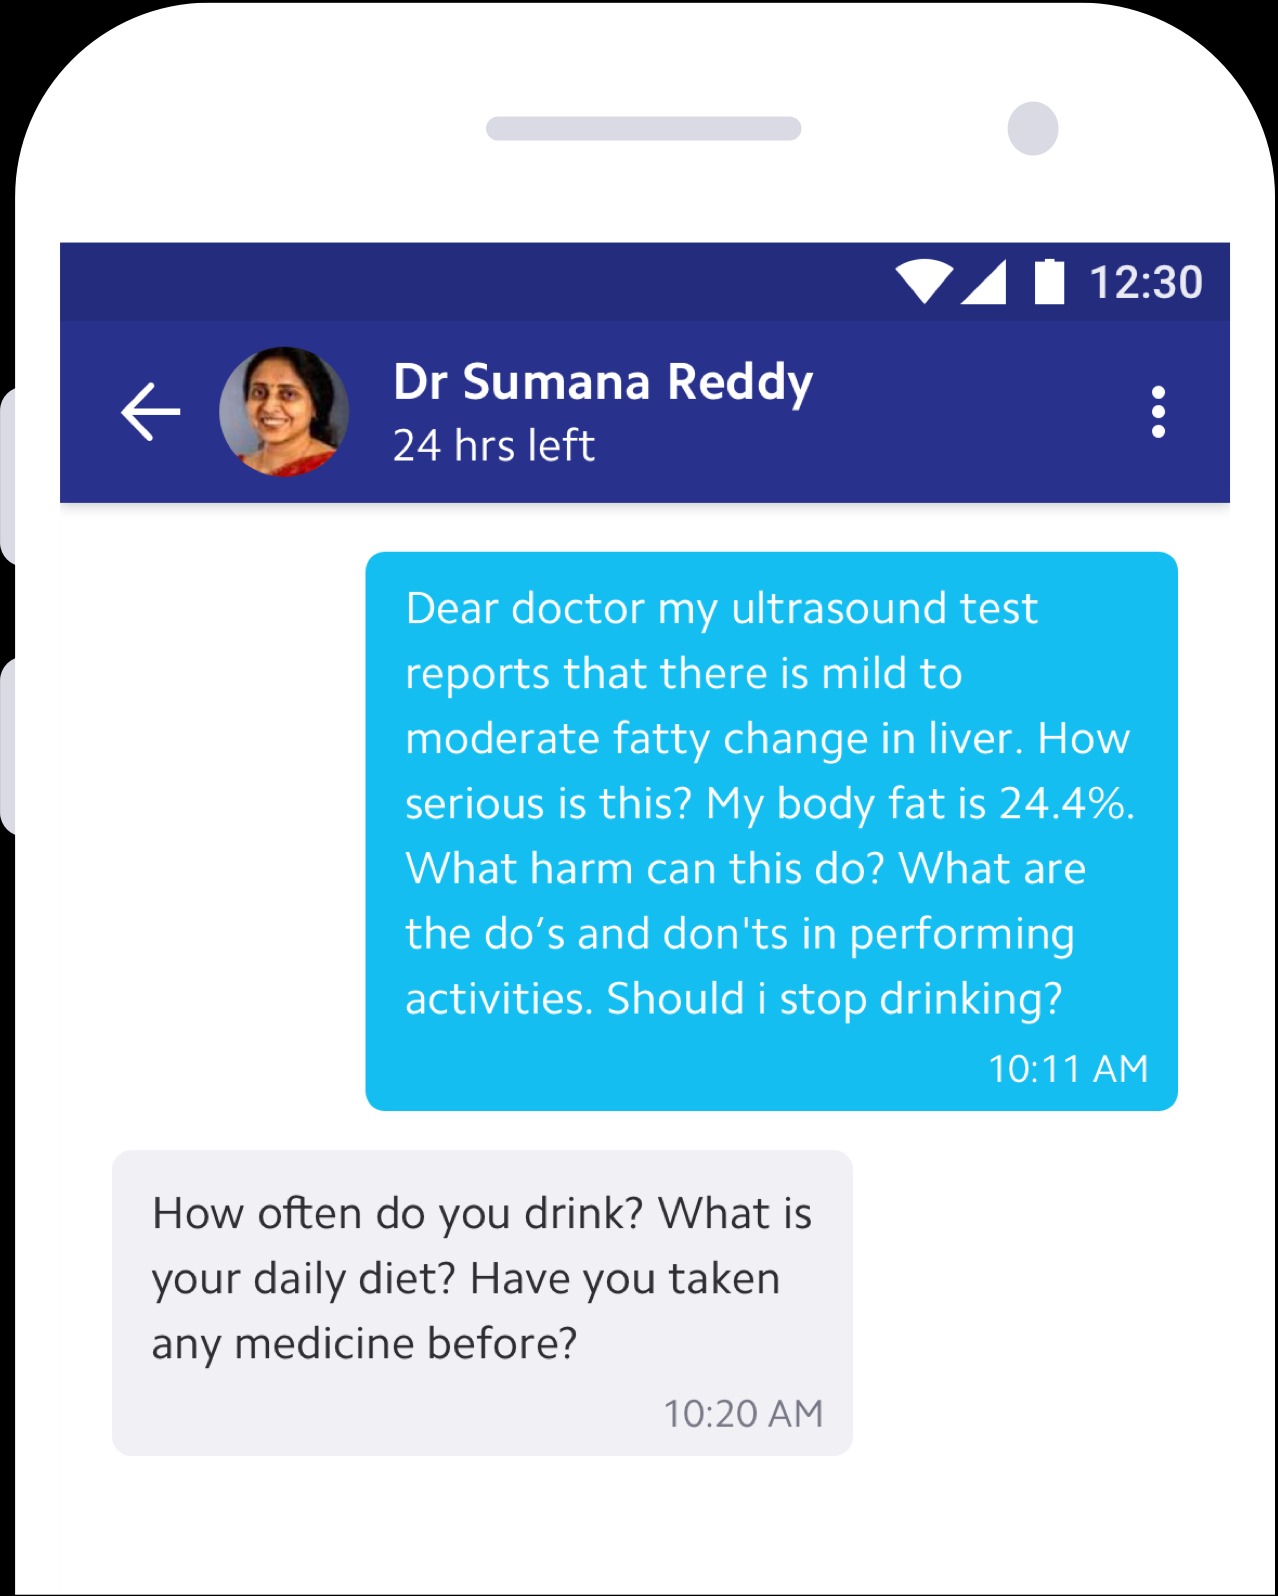 12:30
Dr Sumana Reddy
24 hrs left
Dear doctor my ultrasound test
reports that there is mild to
moderate fatty change in liver. How
serious is this? My body fat is 24.4%.
What harm can this do? What are
the do’s and don'ts in performing
activities. Should i stop drinking?
10:11 AM
How often do you drink? What is
your daily diet? Have you taken
any medicine before?
10:20 AM